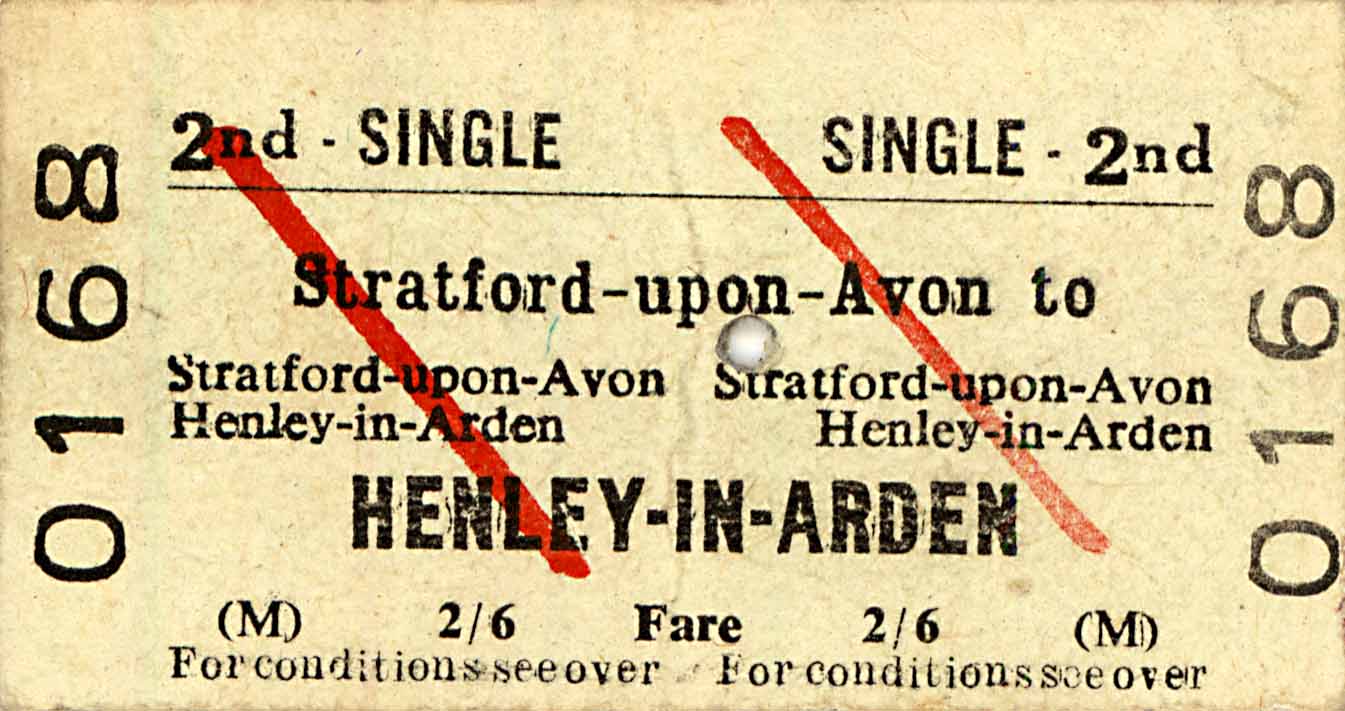 2nd - SINGLE SINGLE - 2nd
Stratford-upon-Avon to
Stratford-upon-Avon Stratford-upon-Avon
Henley-in-Arden Henley-in-Arden
HENLEY-IN-ARDEN
(M) 2/6 Fare 2/6 (M)
For conditions see over For conditions see over
0168
0168